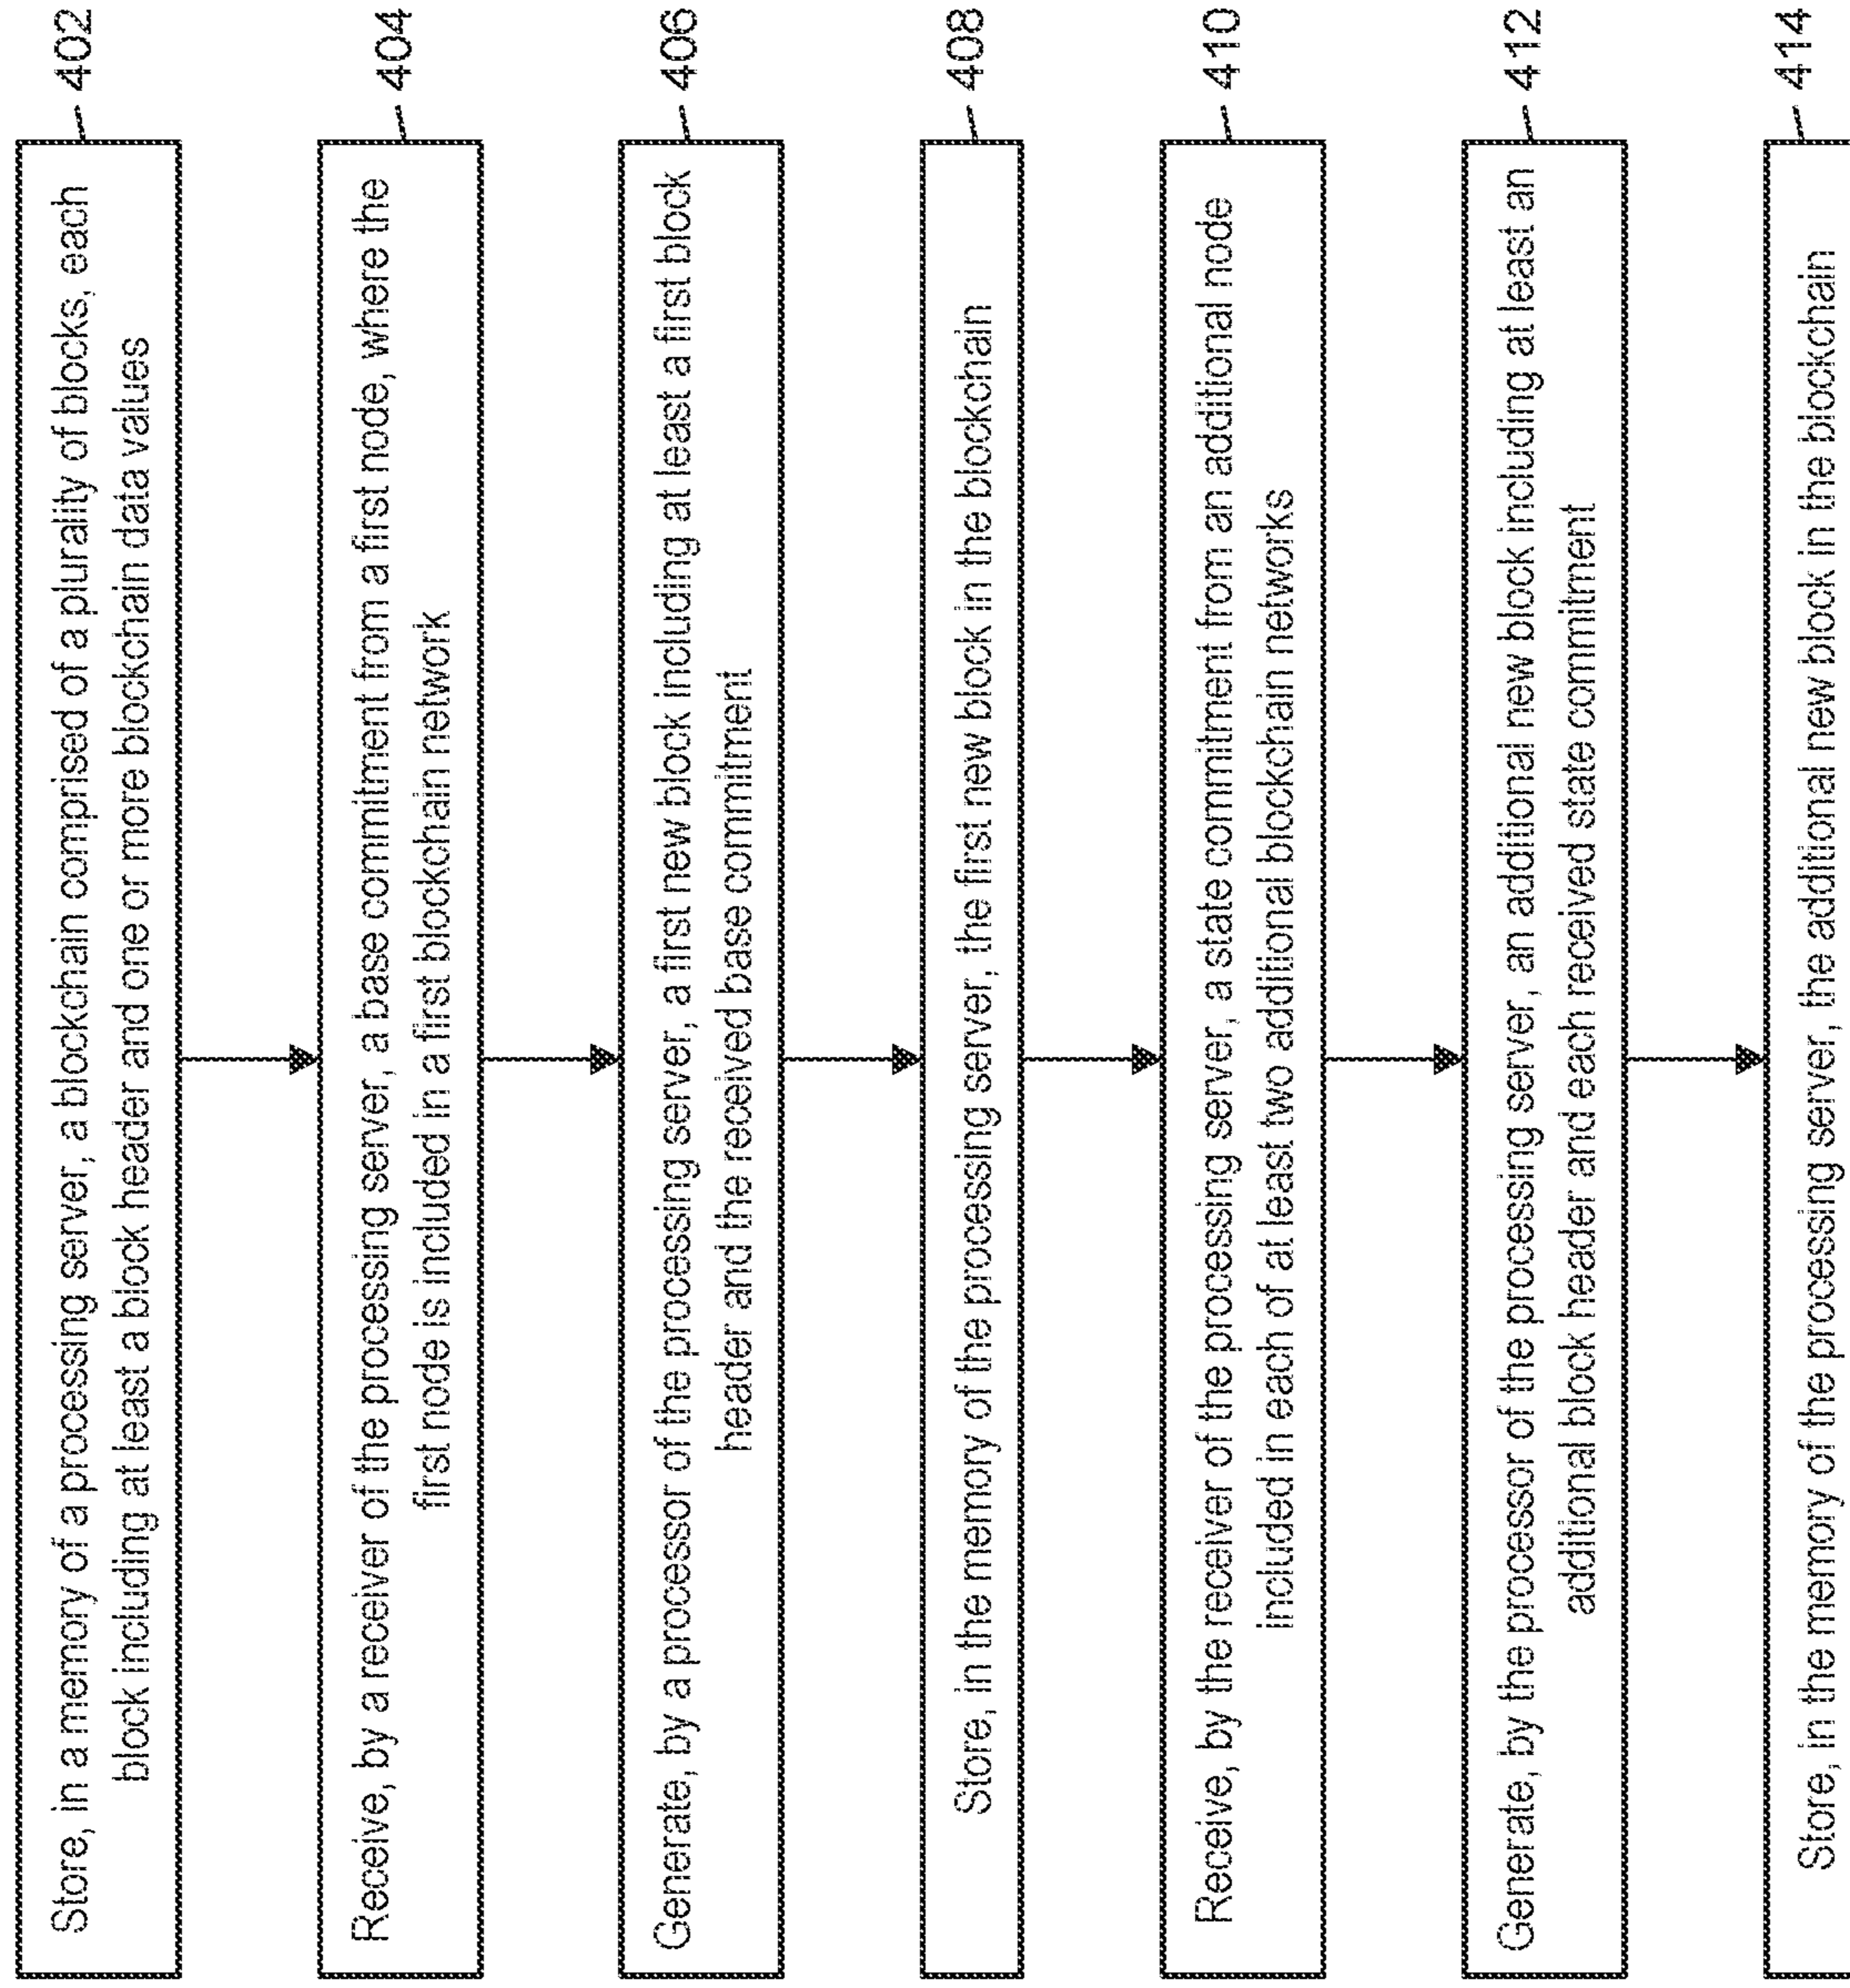 Store, in a memory of a processing server, a blockchain comprised of a plurality of blocks, each
block including at least a block header and one or more blockchain data values
402
Receive, by a receiver of the processing server, a base commitment from a first node, where the
first node is included in a first blockchain network
404
Generate, by a processor of the processing server, a first new block including at least a first block
header and the received base commitment
406
Store, in the memory of the processing server, the first new block in the blockchain
408
Receive, by the receiver of the processing server, a state commitment from an additional node
included in each of at least two additional blockchain networks
410
Generate, by the processor of the processing server, an additional new block including at least an
additional block header and each received state commitment
412
Store, in the memory of the processing server, the additional new block in the blockchain
414